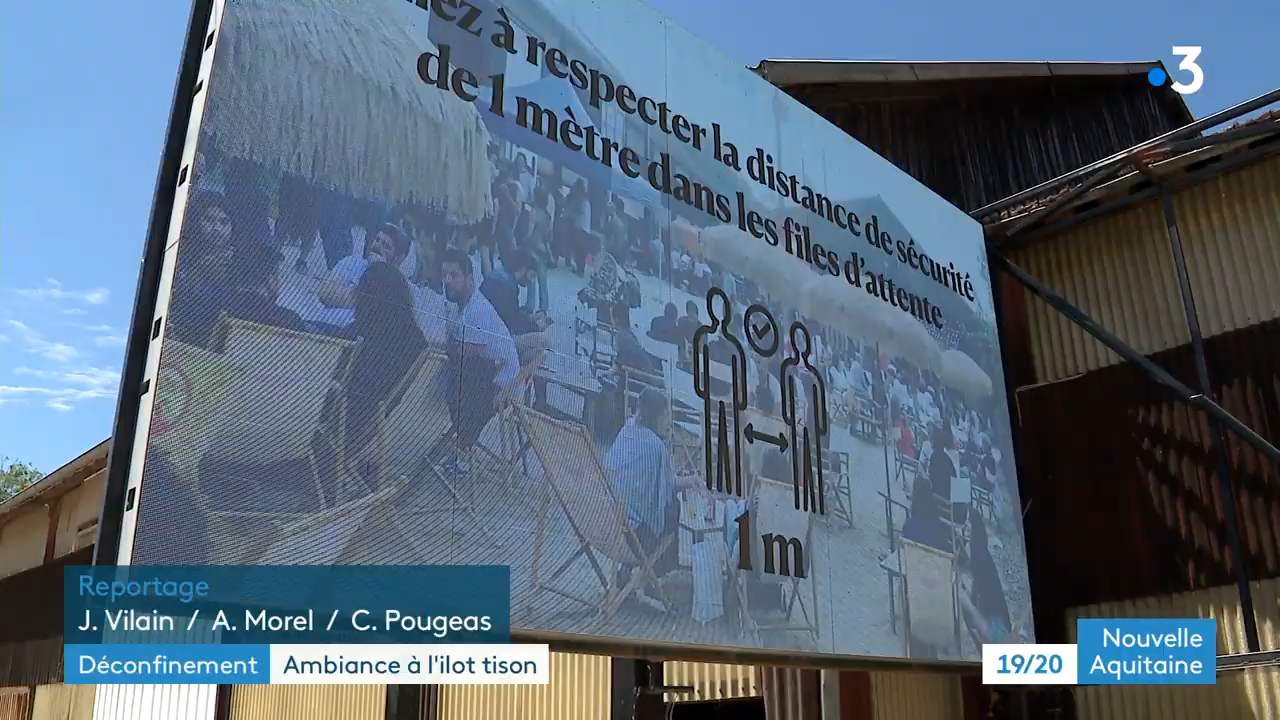 à respecter la distance de sécurité
de 1 mètre dans les files d'attente
1 m
3
Reportage
J. Vilain / A. Morel / C. Pougeas
Déconfinement Ambiance à l'ilot tison
19/20
Nouvelle
Aquitaine